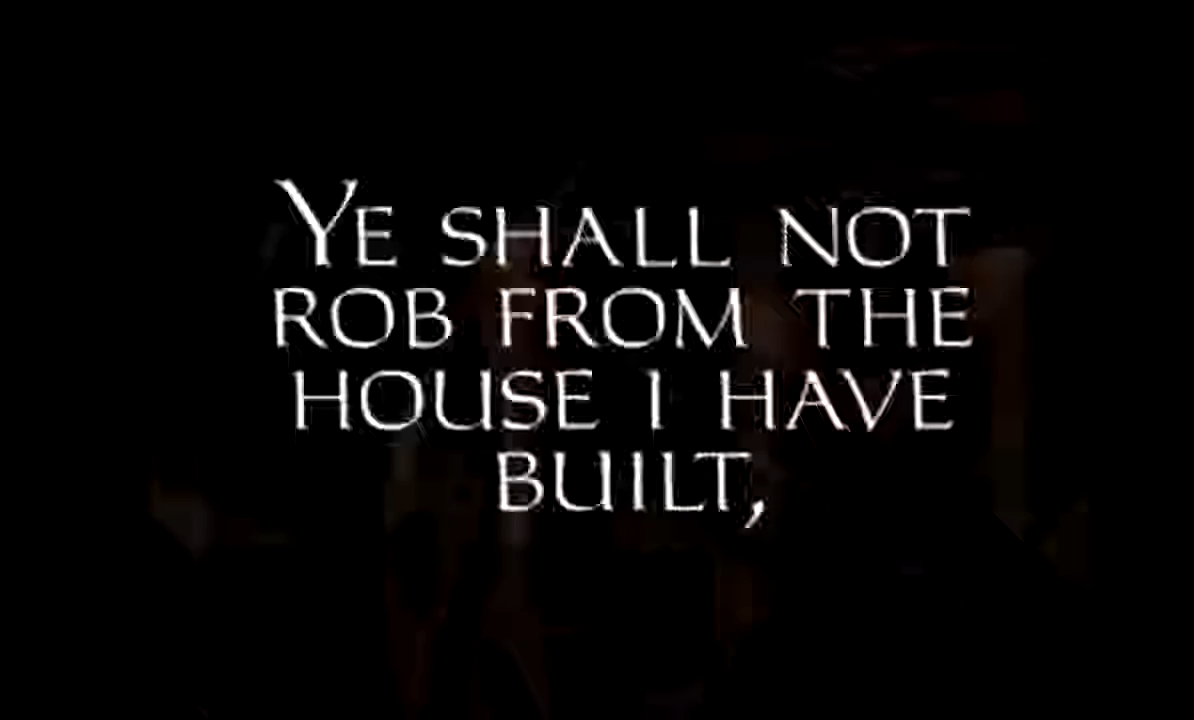 Ye shall not
rob from the
house I have
built,